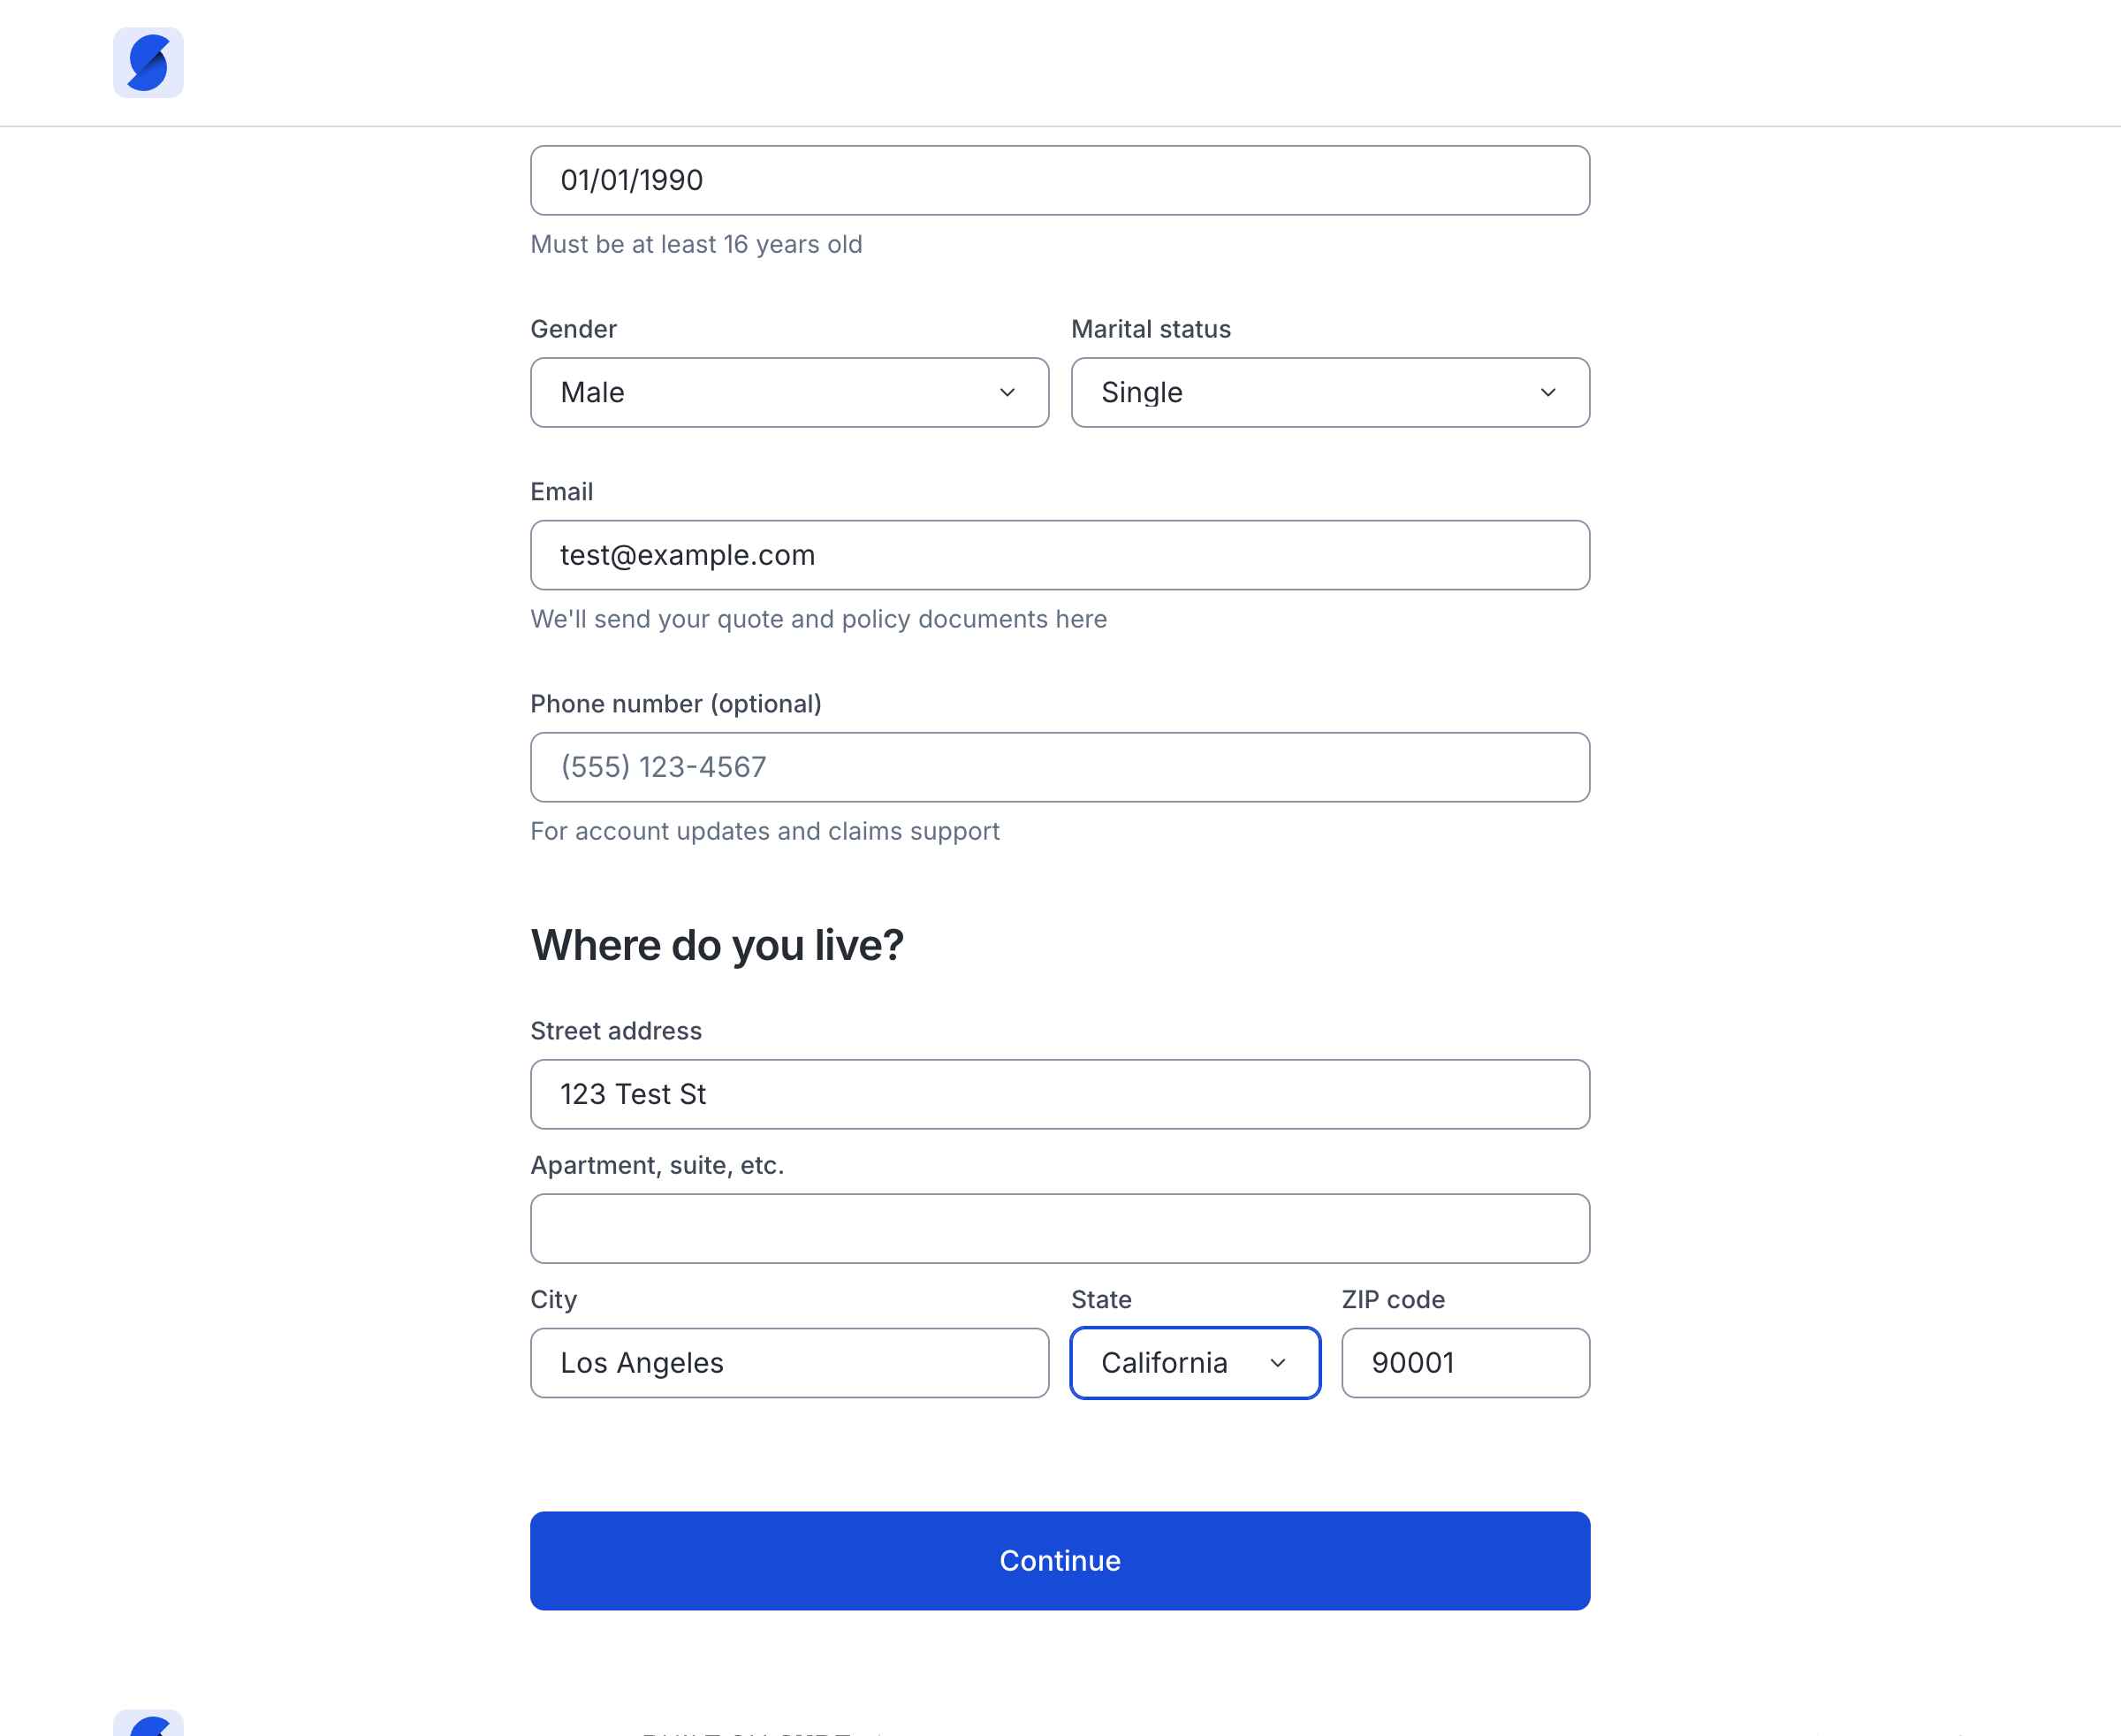 01/01/1990
Must be at least 16 years old
Gender
Marital status
Male
Single
Email
test@example.com
We'll send your quote and policy documents here
Phone number (optional)
(555) 123-4567
For account updates and claims support
Where do you live?
Street address
123 Test St
Apartment, suite, etc.
City
State
ZIP code
Los Angeles
California
90001
Continue